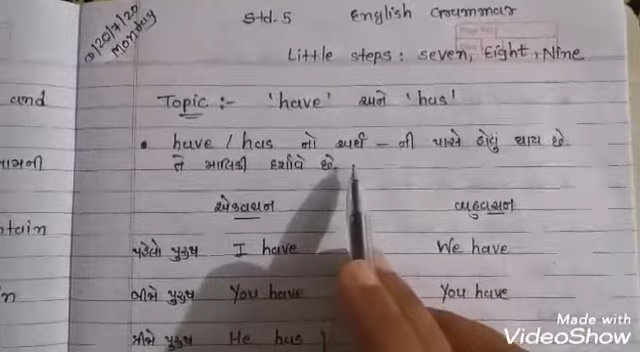 20/7/20
Monday
Std-5 English Grammar
Little steps : seven, Eight, Nine
and
Topic :- 'have' અને 'has'
• have / has નો અર્થ - ની પાસે હોવું થાય છે.
તે માલિકી દર્શાવે છે.
એકવચન બહુવચન
પહેલો પુરુષ I have We have
બીજો પુરુષ You have You have
ત્રીજો પુરુષ He has
Made with
VideoShow